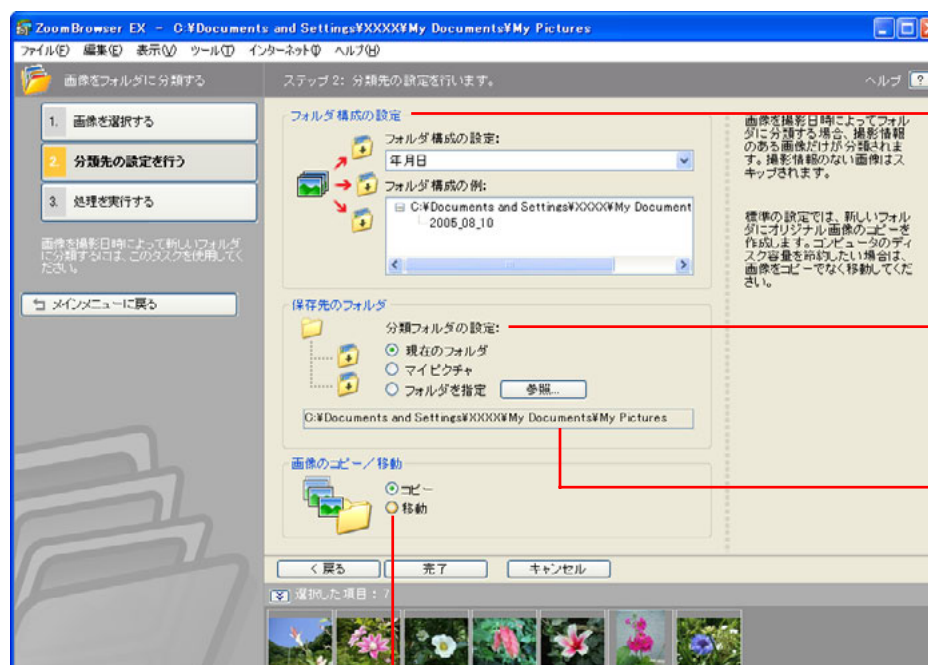 ZoomBrowser EX - C:¥Documents and Settings¥XXXX¥My Documents¥My Pictures
ファイル(F) 編集(E) 表示(V) ツール(T) インターネット(I) ヘルプ(H)
画像をフォルダに分類する
ステップ 2: 分類先の設定を行います。
ヘルプ ?
1. 画像を選択する
2. 分類先の設定を行う
3. 処理を実行する
画像を撮影日時によって新しいフォルダ
に分類するには、このタスクを使用してく
ださい。
メインメニューに戻る
フォルダ構成の設定
フォルダ構成の設定:
年月日
フォルダ構成の例:
C:¥Documents and Settings¥XXXX¥My Document
2005_08_10
保存先のフォルダ
分類フォルダの設定:
現在のフォルダ
マイピクチャ
フォルダを指定 参照...
C:¥Documents and Settings¥XXXX¥My Documents¥My Pictures
画像のコピー/移動
コピー
移動
< 戻る 完了 キャンセル
画像を撮影日時によってフォル
ダに分類する場合、撮影情報
のある画像だけが分類されま
す。撮影情報のない画像はス
キップされます。
標準の設定では、新しいフォル
ダにオリジナル画像のコピーを
作成します。コンピュータのディ
スク容量を節約したい場合は、
画像をコピーでなく移動してくだ
さい。
選択した項目: 7